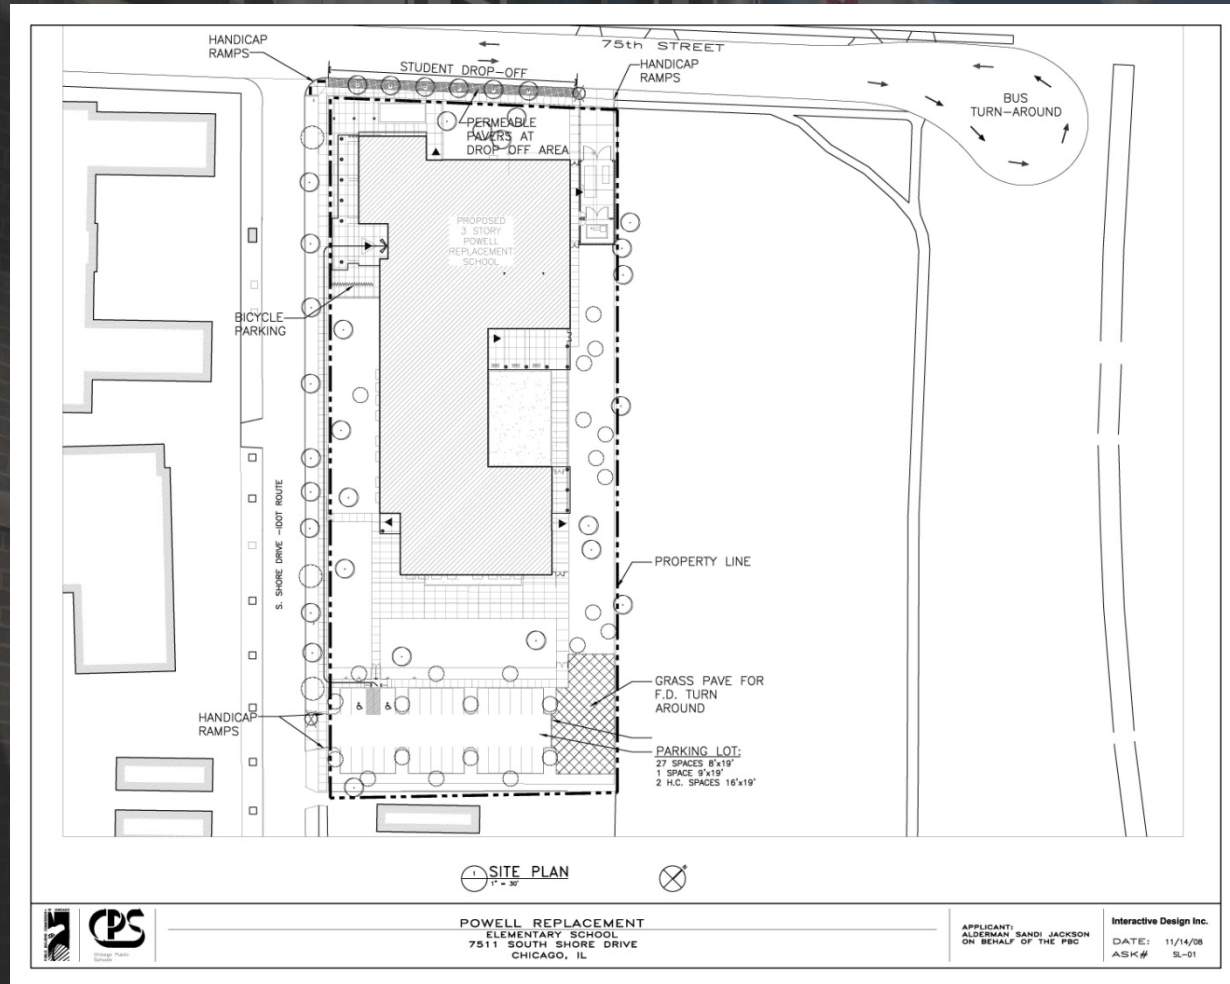 HANDICAP
RAMPS
75th STREET
STUDENT DROP-OFF
HANDICAP
RAMPS
BUS
TURN-AROUND
PERMEABLE
PAVERS AT
DROP OFF AREA
PROPOSED
3 STORY
POWELL
REPLACEMENT
SCHOOL
BICYCLE
PARKING
S. SHORE DRIVE -IDOT ROUTE
PROPERTY LINE
GRASS PAVE FOR
F.D. TURN
AROUND
HANDICAP
RAMPS
PARKING LOT:
27 SPACES 8'x19'
1 SPACE 9'x19'
2 H.C. SPACES 16'x19'
1 SITE PLAN
1" = 30'
CPS
Chicago Public
Schools
POWELL REPLACEMENT
ELEMENTARY SCHOOL
7511 SOUTH SHORE DRIVE
CHICAGO, IL
APPLICANT:
ALDERMAN SANDI JACKSON
ON BEHALF OF THE PBC
Interactive Design Inc.
DATE: 11/14/08
ASK# SL-01